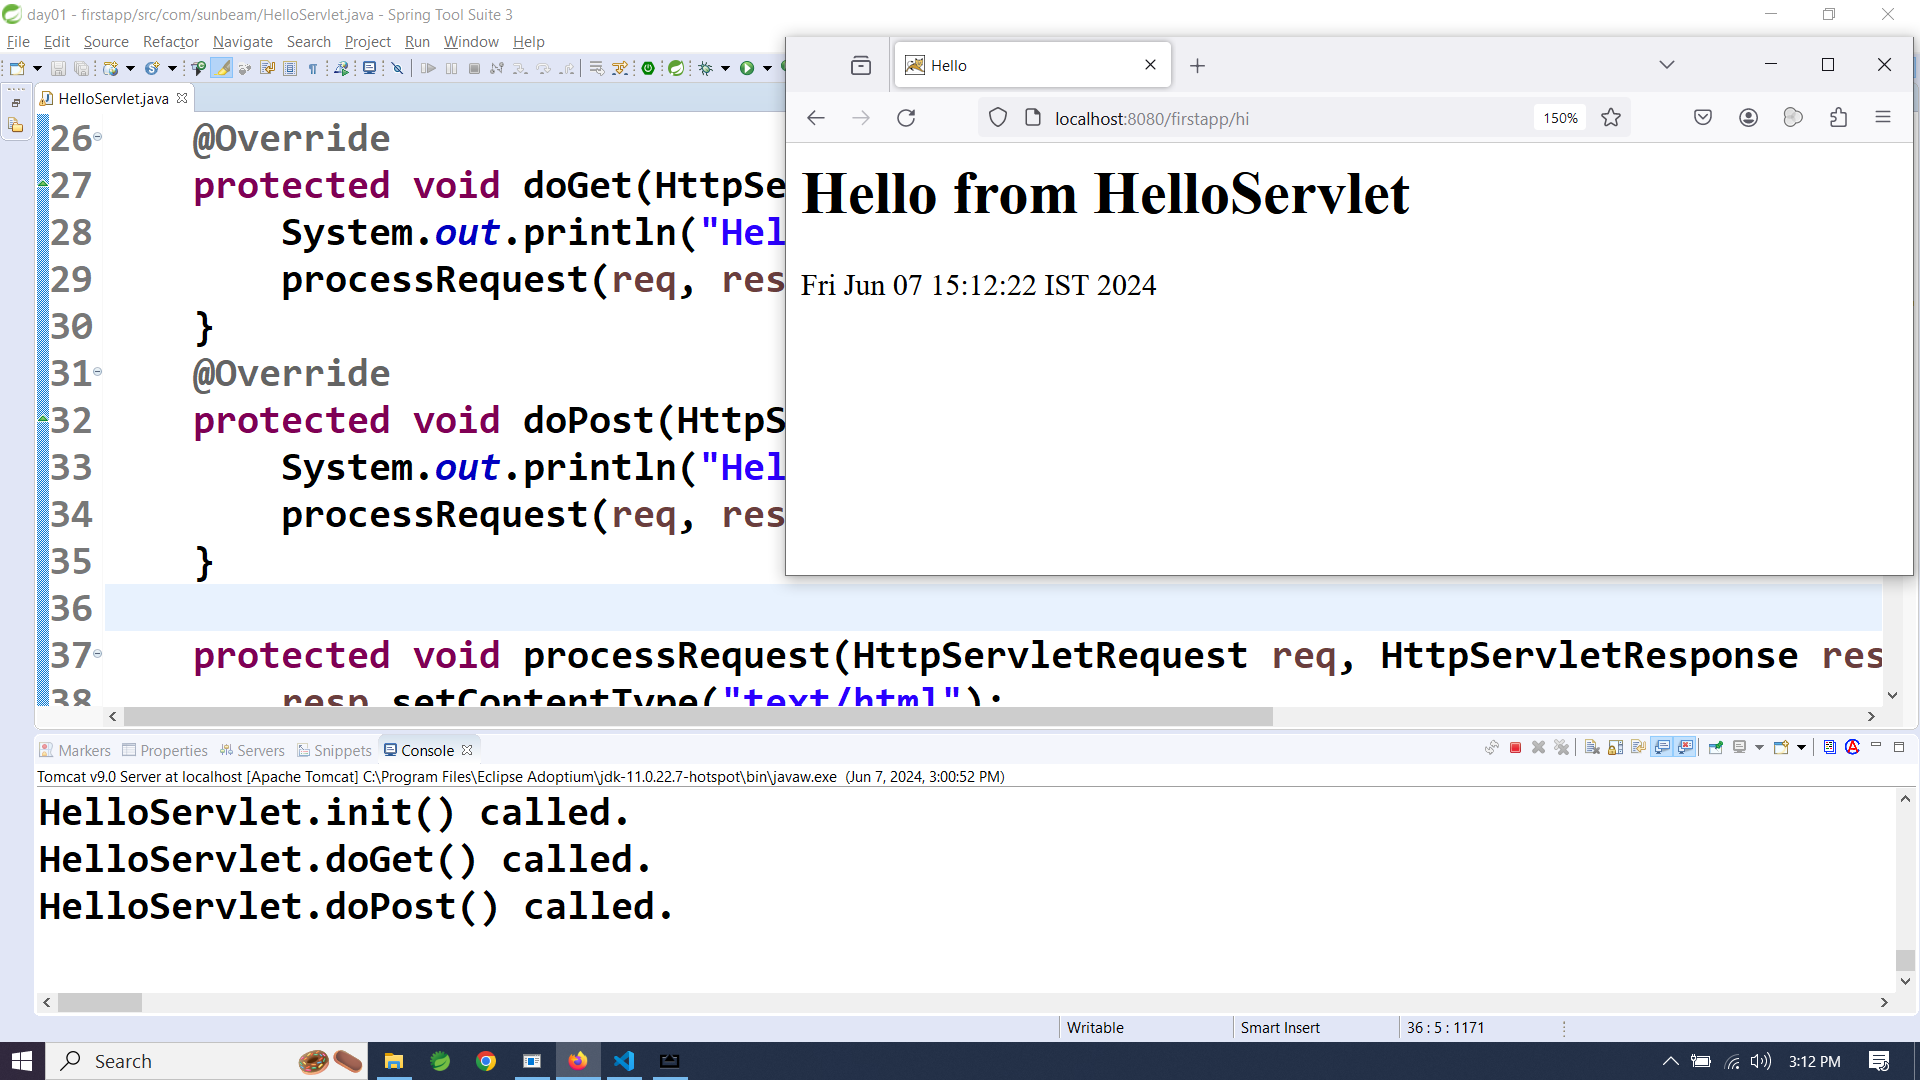 day01 - firstapp/src/com/sunbeam/HelloServlet.java - Spring Tool Suite 3
File Edit Source Refactor Navigate Search Project Run Window Help
HelloServlet.java
26 @Override
27 protected void doGet(HttpSe
28 System.out.println("Hel
29 processRequest(req, res
30 }
31 @Override
32 protected void doPost(HttpS
33 System.out.println("Hel
34 processRequest(req, res
35 }
36
37 protected void processRequest(HttpServletRequest req, HttpServletResponse res
38 resp.setContentType("text/html");
Hello
localhost:8080/firstapp/hi 150%
Hello from HelloServlet
Fri Jun 07 15:12:22 IST 2024
Markers Properties Servers Snippets Console
Tomcat v9.0 Server at localhost [Apache Tomcat] C:\Program Files\Eclipse Adoptium\jdk-11.0.22.7-hotspot\bin\javaw.exe (Jun 7, 2024, 3:00:52 PM)
HelloServlet.init() called.
HelloServlet.doGet() called.
HelloServlet.doPost() called.
Writable Smart Insert 36 : 5 : 1171
Search 3:12 PM